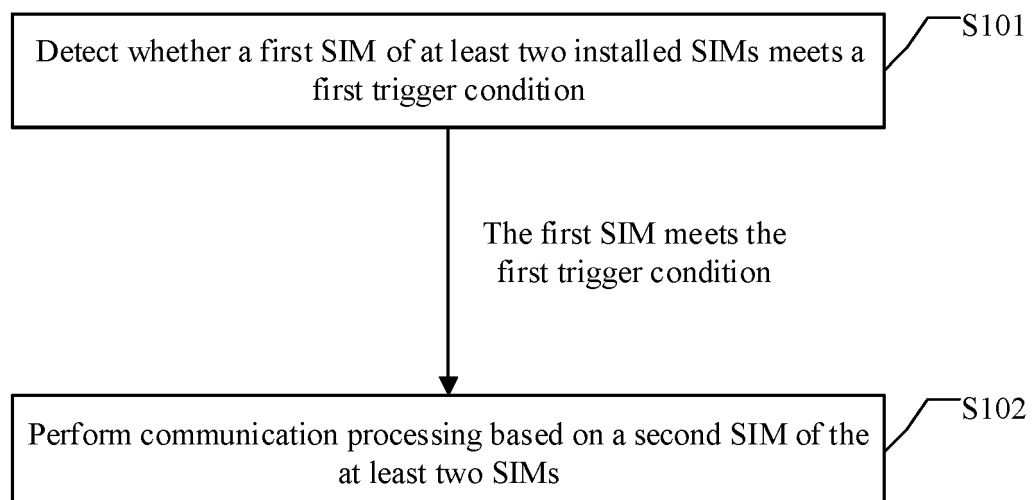 Detect whether a first SIM of at least two installed SIMs meets a
first trigger condition
S101
The first SIM meets the
first trigger condition
Perform communication processing based on a second SIM of the
at least two SIMs
S102